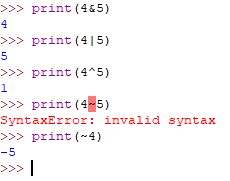 >>> print(4&5)
4
>>> print(4|5)
5
>>> print(4^5)
1
>>> print(4~5)
SyntaxError: invalid syntax
>>> print(~4)
-5
>>>